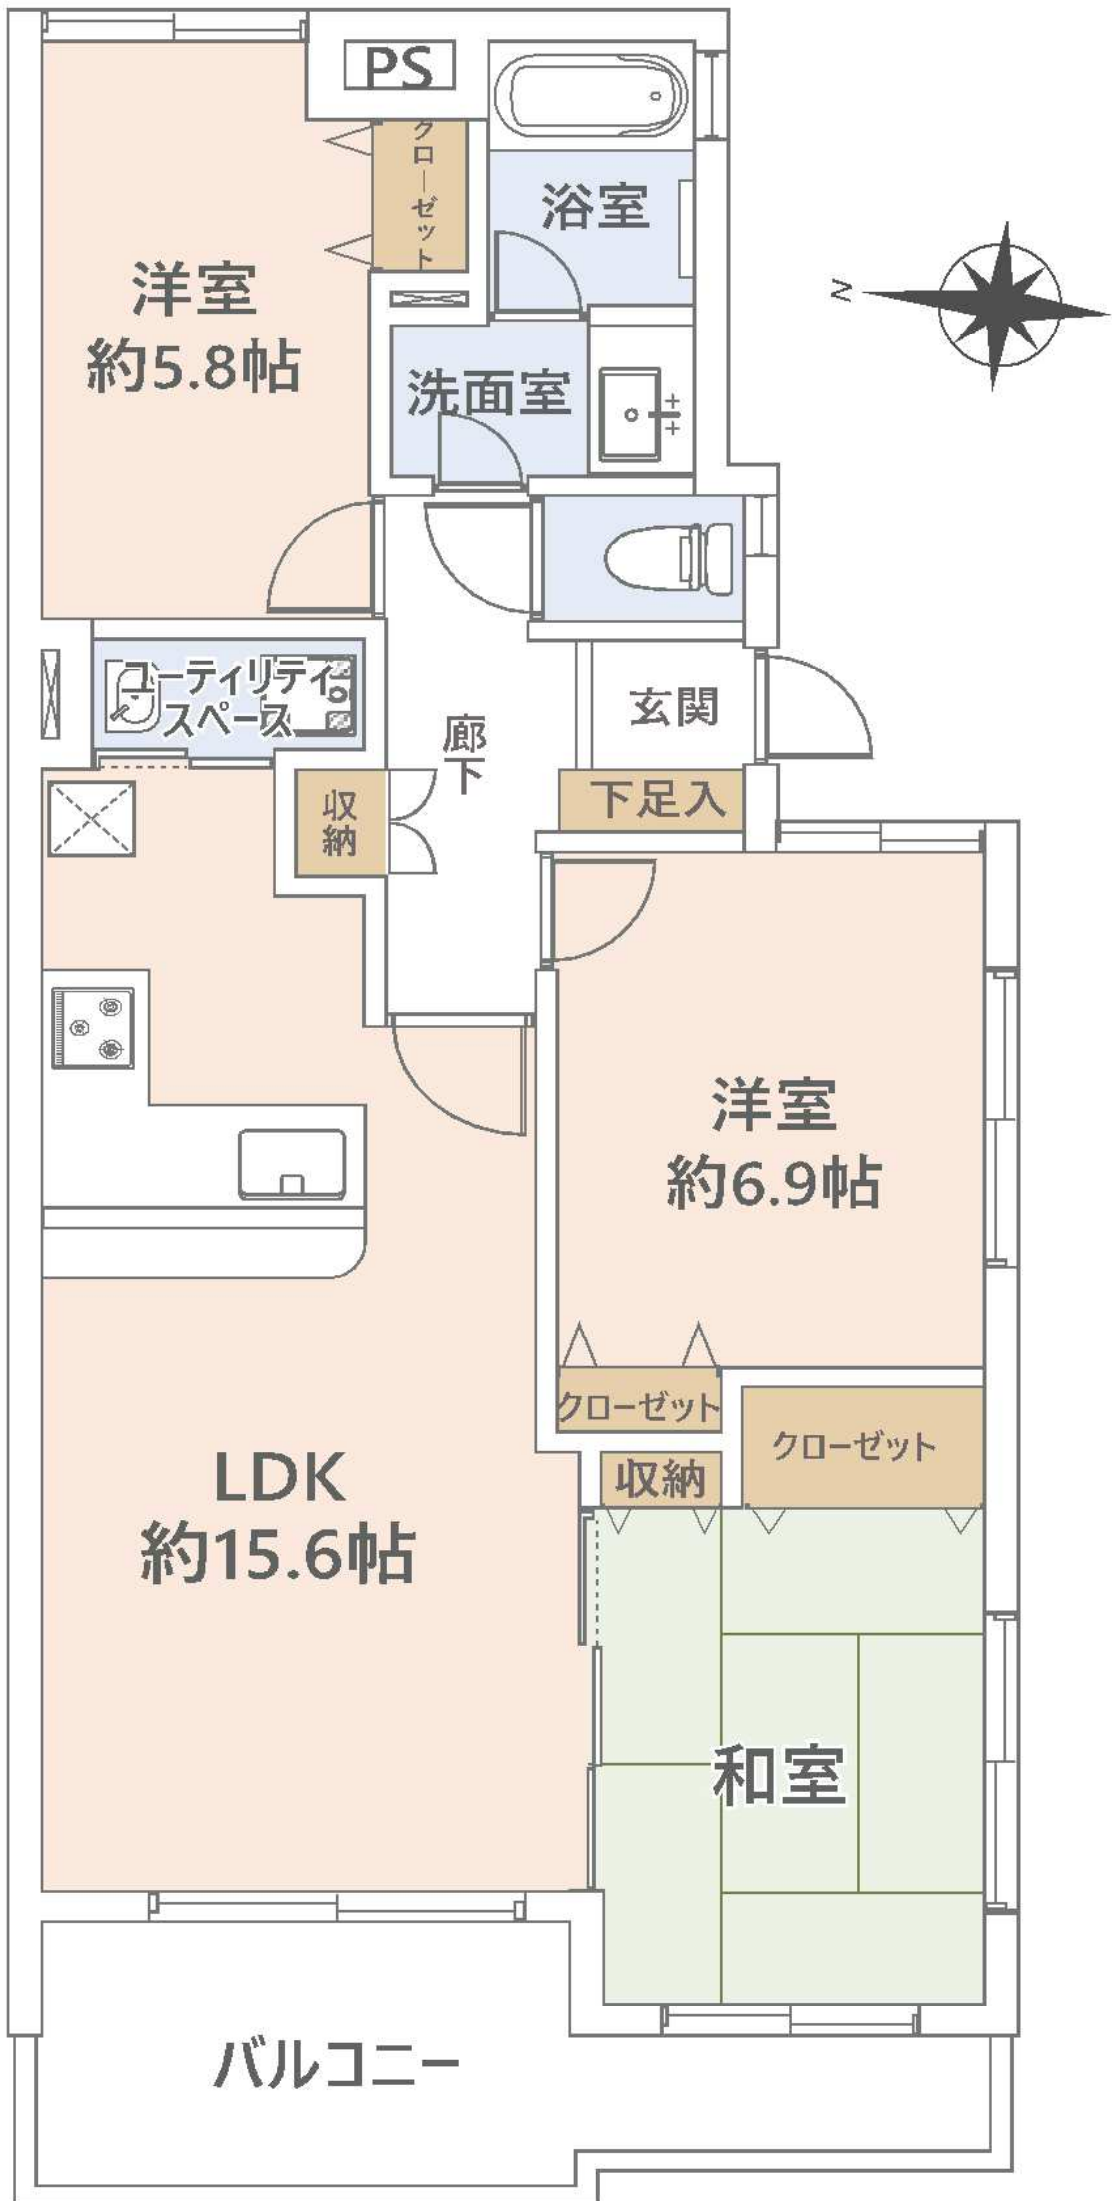 PS
クローゼット
浴室
洋室
約5.8帖
洗面室
N
ユーティリティ
スペース
廊下
玄関
収納
下足入
洋室
約6.9帖
クローゼット
クローゼット
収納
LDK
約15.6帖
和室
バルコニー